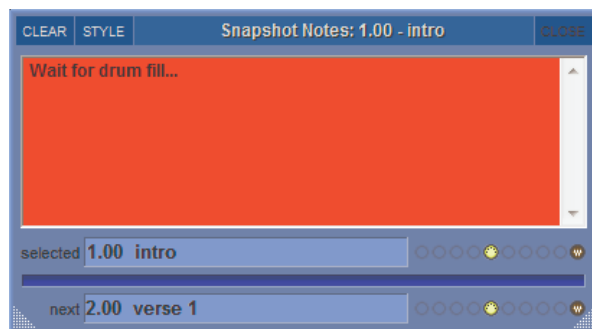 CLEAR STYLE Snapshot Notes: 1.00 - intro CLOSE
Wait for drum fill...
selected 1.00 intro
next 2.00 verse 1